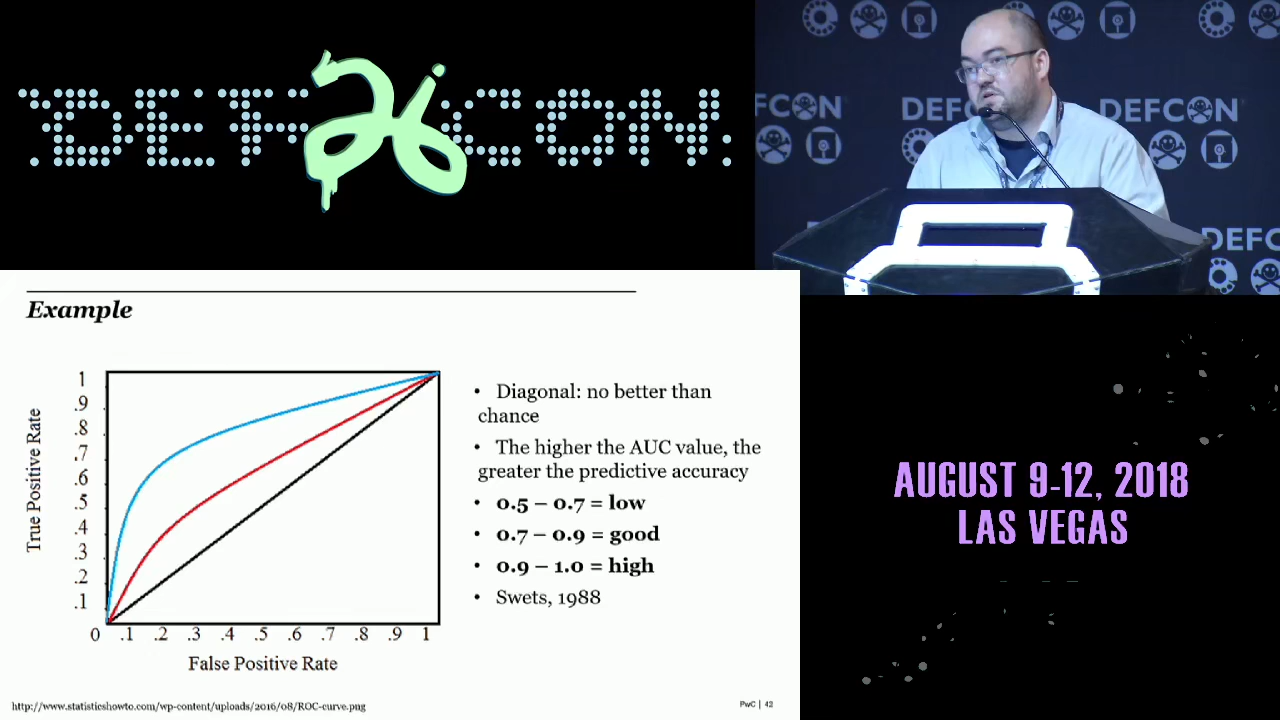 DEF 26 CON
DEFCON
DEFCON
DEFCON
DEFC
Example
1
.9
.8
.7
.6
.5
.4
.3
.2
.1
True Positive Rate
0 .1 .2 .3 .4 .5 .6 .7 .8 .9 1
False Positive Rate
• Diagonal: no better than
chance
• The higher the AUC value, the
greater the predictive accuracy
• 0.5 – 0.7 = low
• 0.7 – 0.9 = good
• 0.9 – 1.0 = high
• Swets, 1988
http://www.statisticshowto.com/wp-content/uploads/2016/08/ROC-curve.png
PwC | 42
AUGUST 9-12, 2018
LAS VEGAS